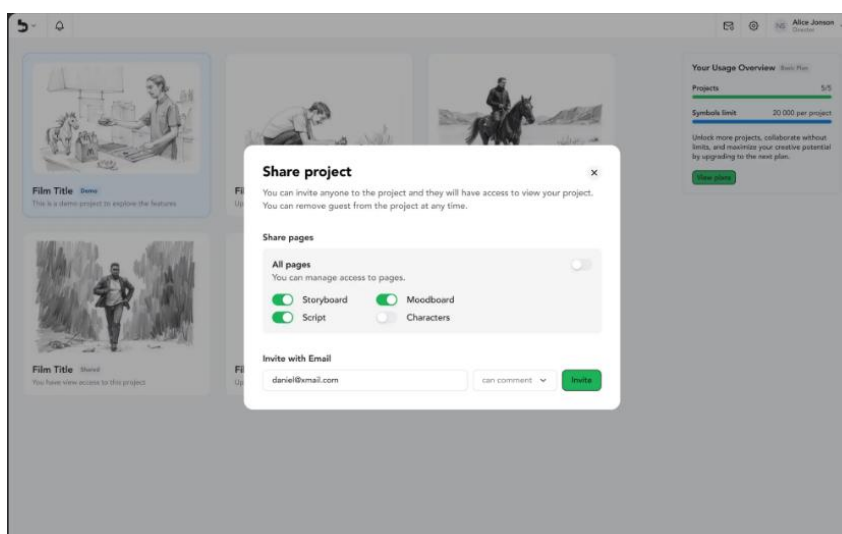 NS
Alice Jonson
Director
Your Usage Overview Basic Plan
Projects 5/5
Symbols limit 20 000 per project
Unlock more projects, collaborate without
limits, and maximize your creative potential
by upgrading to the next plan.
View plans
Film Title Demo
This is a demo project to explore the features
Fil
Up
Film Title Shared
You have view access to this project
Fil
Up
Share project
You can invite anyone to the project and they will have access to view your project.
You can remove guest from the project at any time.
Share pages
All pages
You can manage access to pages.
Storyboard Moodboard
Script Characters
Invite with Email
daniel@xmail.com can comment Invite